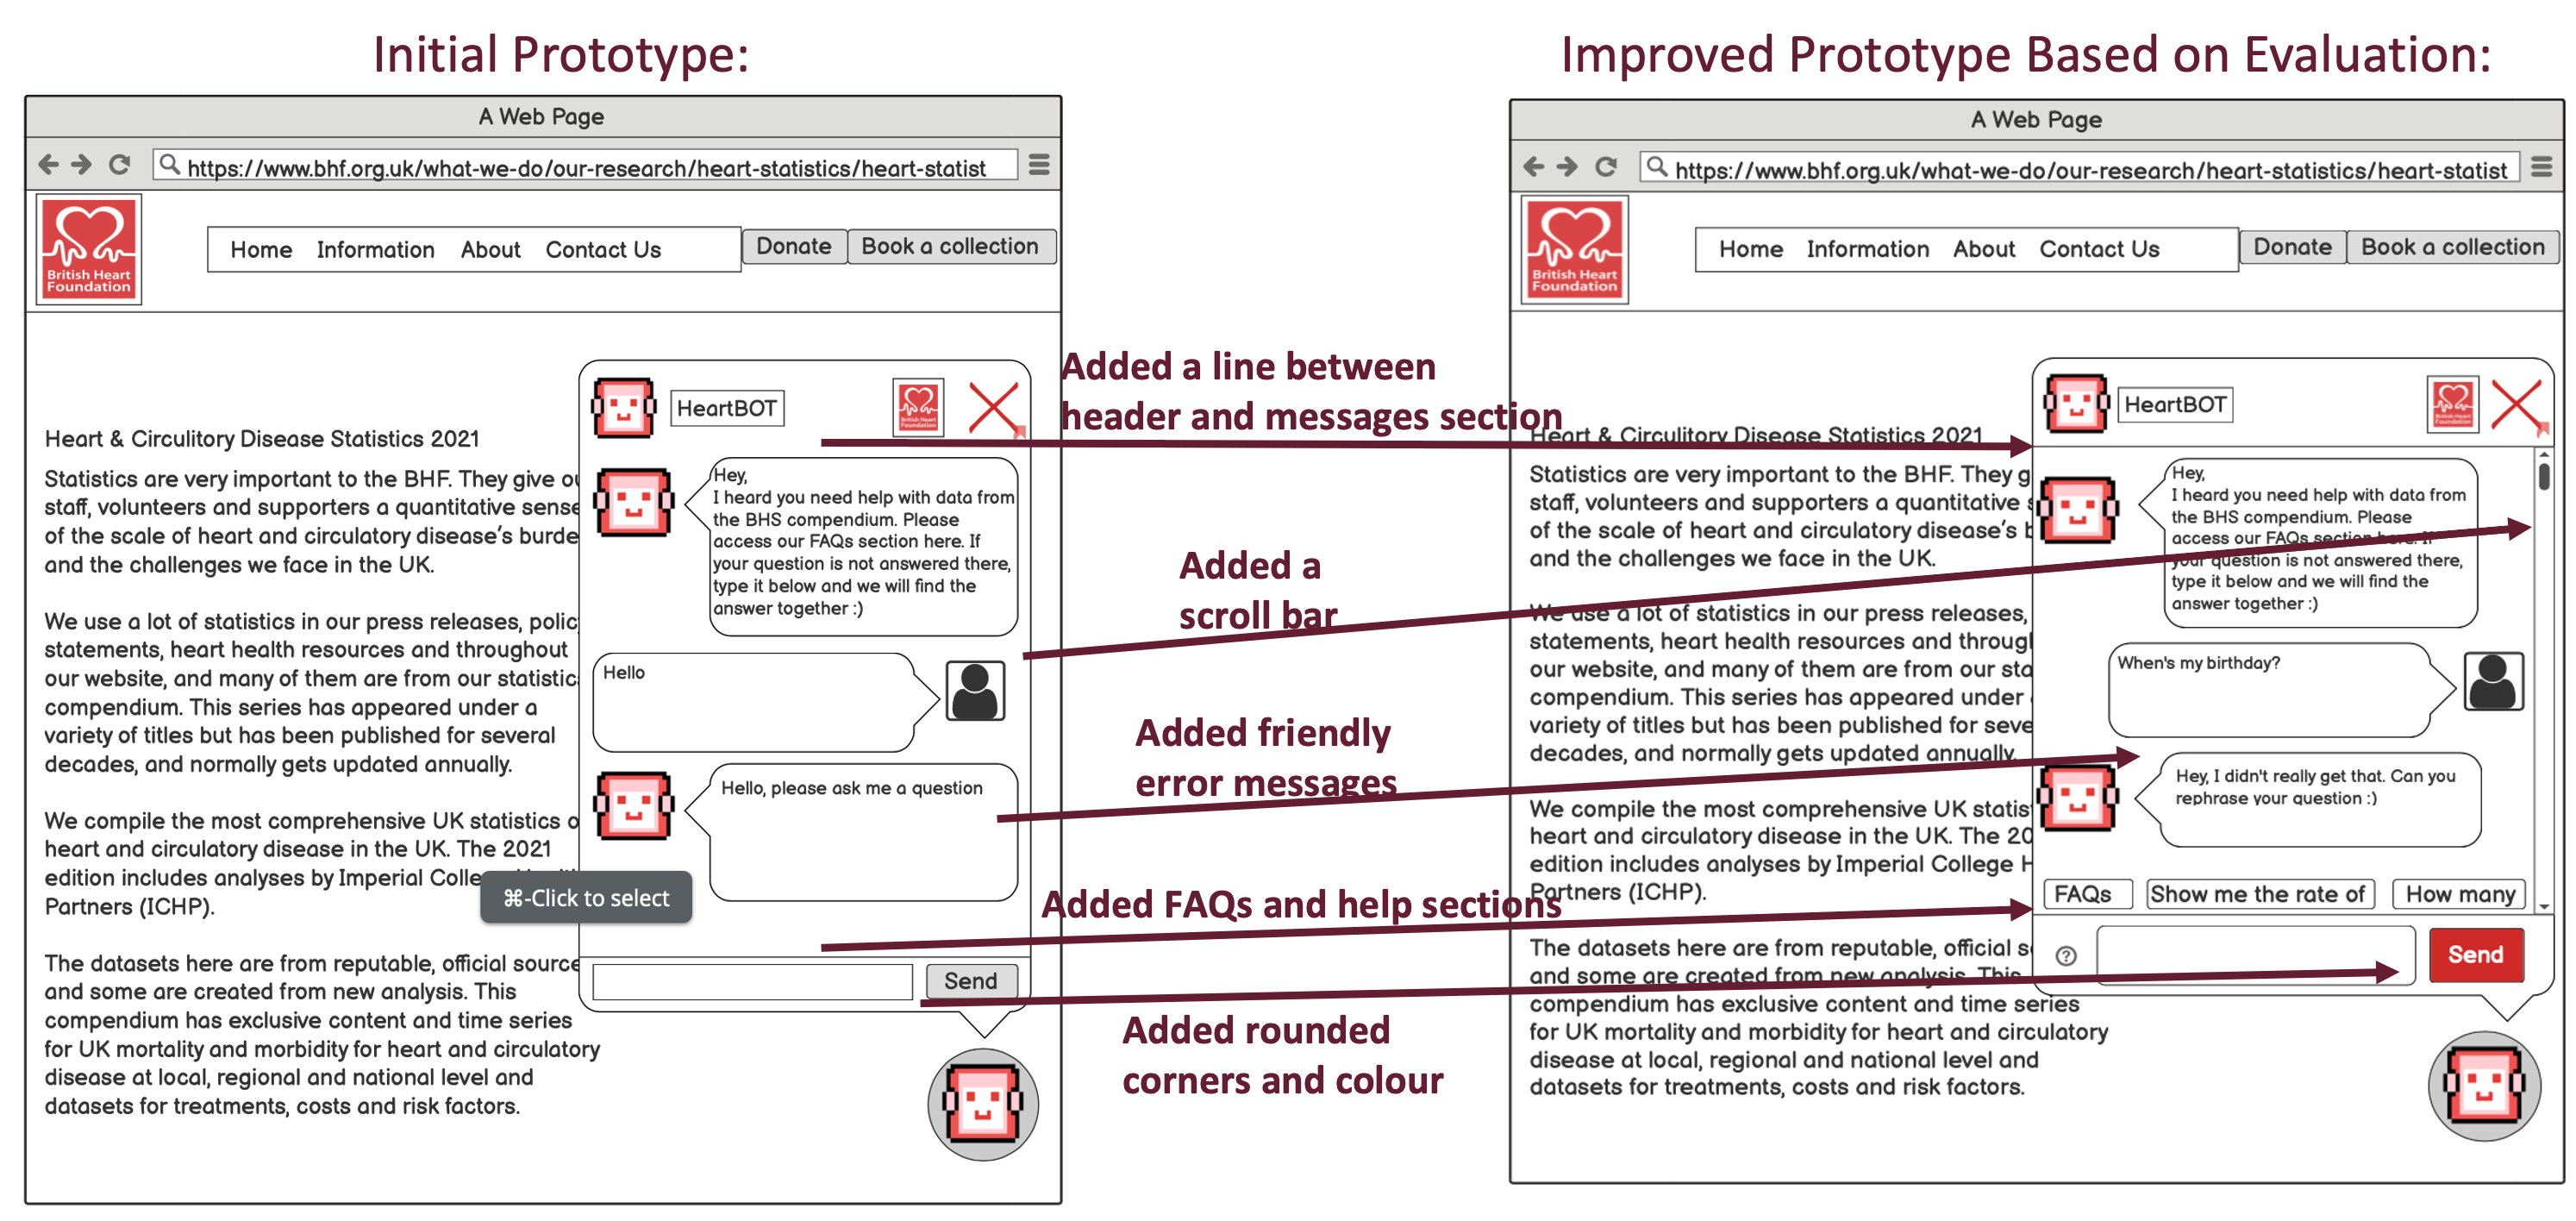 Initial Prototype:
A Web Page
https://www.bhf.org.uk/what-we-do/our-research/heart-statistics/heart-statist
British Heart
Foundation
Home Information About Contact Us Donate Book a collection
Heart & Circulitory Disease Statistics 2021
Statistics are very important to the BHF. They give
staff, volunteers and supporters a quantitative sense
of the scale of heart and circulatory disease's burde
and the challenges we face in the UK.
We use a lot of statistics in our press releases, polic
statements, heart health resources and throughout
our website, and many of them are from our statistic
compendium. This series has appeared under a
variety of titles but has been published for several
decades, and normally gets updated annually.
We compile the most comprehensive UK statistics o
heart and circulatory disease in the UK. The 2021
edition includes analyses by Imperial Colle
Partners (ICHP).
The datasets here are from reputable, official source
and some are created from new analysis. This
compendium has exclusive content and time series
for UK mortality and morbidity for heart and circulatory
disease at local, regional and national level and
datasets for treatments, costs and risk factors.
HeartBOT
British Heart
Foundation
Hey,
I heard you need help with data from
the BHS compendium. Please
access our FAQs section here. If
your question is not answered there,
type it below and we will find the
answer together :)
Hello
Hello, please ask me a question
⌘-Click to select
Send
Added a line between
header and messages section
Added a
scroll bar
Added friendly
error messages
Added FAQs and help sections
Added rounded
corners and colour
Improved Prototype Based on Evaluation:
A Web Page
https://www.bhf.org.uk/what-we-do/our-research/heart-statistics/heart-statist
British Heart
Foundation
Home Information About Contact Us Donate Book a collection
Heart & Circulitory Disease Statistics 2021
Statistics are very important to the BHF. They g
staff, volunteers and supporters a quantitative
of the scale of heart and circulatory disease's b
and the challenges we face in the UK.
We use a lot of statistics in our press releases,
statements, heart health resources and througl
our website, and many of them are from our sta
compendium. This series has appeared under
variety of titles but has been published for seve
decades, and normally gets updated annually.
We compile the most comprehensive UK statis
heart and circulatory disease in the UK. The 20
edition includes analyses by Imperial College H
Partners (ICHP).
The datasets here are from reputable, official s
and some are created from new analysis. This
compendium has exclusive content and time series
for UK mortality and morbidity for heart and circulatory
disease at local, regional and national level and
datasets for treatments, costs and risk factors.
HeartBOT
British Heart
Foundation
Hey,
I heard you need help with data from
the BHS compendium. Please
access our FAQs section here. If
your question is not answered there,
type it below and we will find the
answer together :)
When's my birthday?
Hey, I didn't really get that. Can you
rephrase your question :)
FAQs Show me the rate of How many
? Send